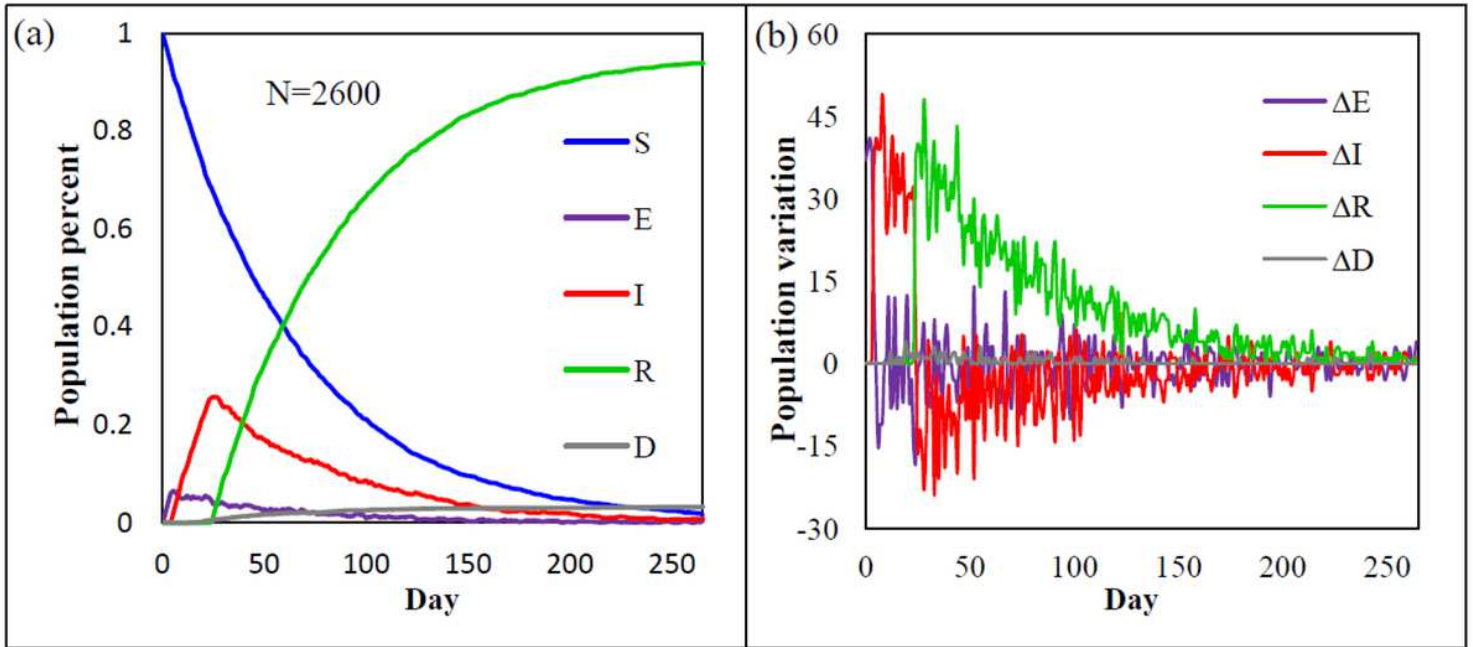 (a)
Population percent
1
0.8
0.6
0.4
0.2
0
N=2600
S
E
I
R
D
0 50 100 150 200 250
Day
(b)
Population variation
60
45
30
15
0
-15
-30
ΔE
ΔI
ΔR
ΔD
0 50 100 150 200 250
Day